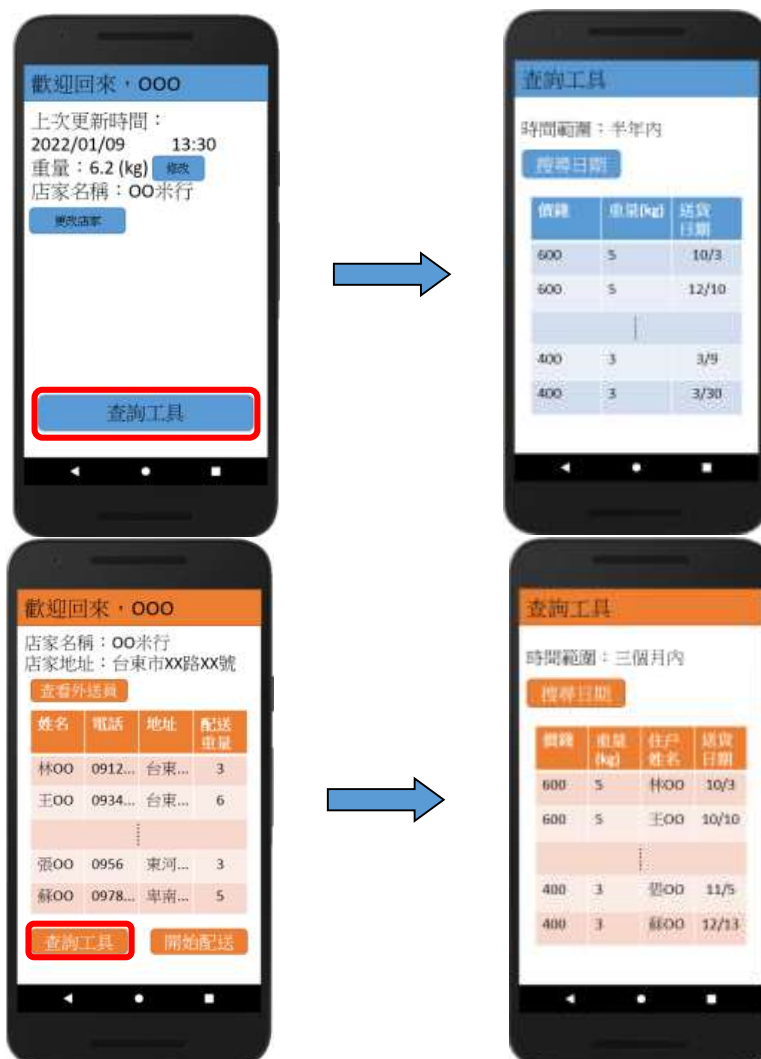 歡迎回來，OOO
上次更新時間：
2022/01/09 13:30
重量：6.2 (kg) 修改
店家名稱：OO米行
更改店家
查詢工具
查詢工具
時間範圍：半年內
搜尋日期
價錢 重量(kg) 送貨日期
600 5 10/3
600 5 12/10
400 3 3/9
400 3 3/30
歡迎回來，OOO
店家名稱：OO米行
店家地址：台東市XX路XX號
查看外送員
姓名 電話 地址 配送重量
林OO 0912... 台東... 3
王OO 0934... 台東... 6
張OO 0956 東河... 3
蘇OO 0978... 卑南... 5
查詢工具 開始配送
查詢工具
時間範圍：三個月內
搜尋日期
價錢 重量(kg) 住戶姓名 送貨日期
600 5 林OO 10/3
600 5 王OO 10/10
400 3 張OO 11/5
400 3 蘇OO 12/13